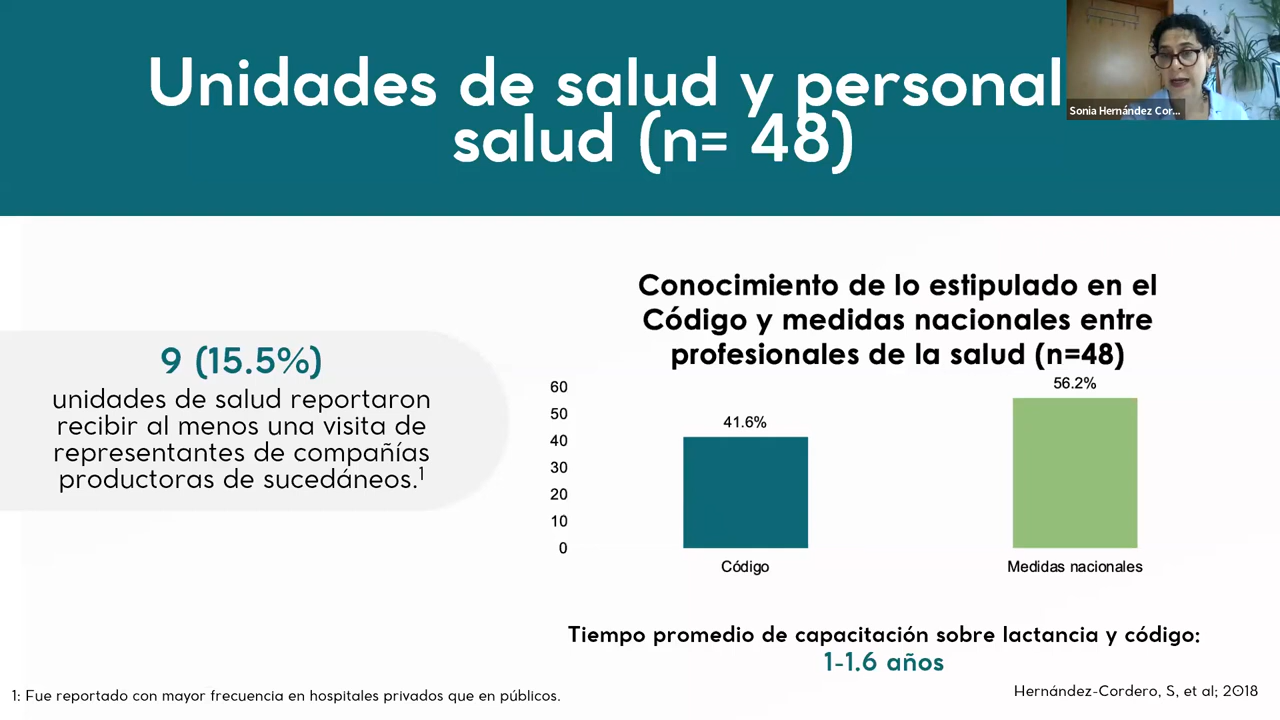 Unidades de salud y personal
salud (n= 48)
Sonia Hernández Cor...
9 (15.5%)
unidades de salud reportaron
recibir al menos una visita de
representantes de compañías
productoras de sucedáneos.1
Conocimiento de lo estipulado en el
Código y medidas nacionales entre
profesionales de la salud (n=48)
60
50
40
30
20
10
0
41.6%
56.2%
Código
Medidas nacionales
Tiempo promedio de capacitación sobre lactancia y código:
1-1.6 años
1: Fue reportado con mayor frecuencia en hospitales privados que en públicos.
Hernández-Cordero, S, et al; 2018